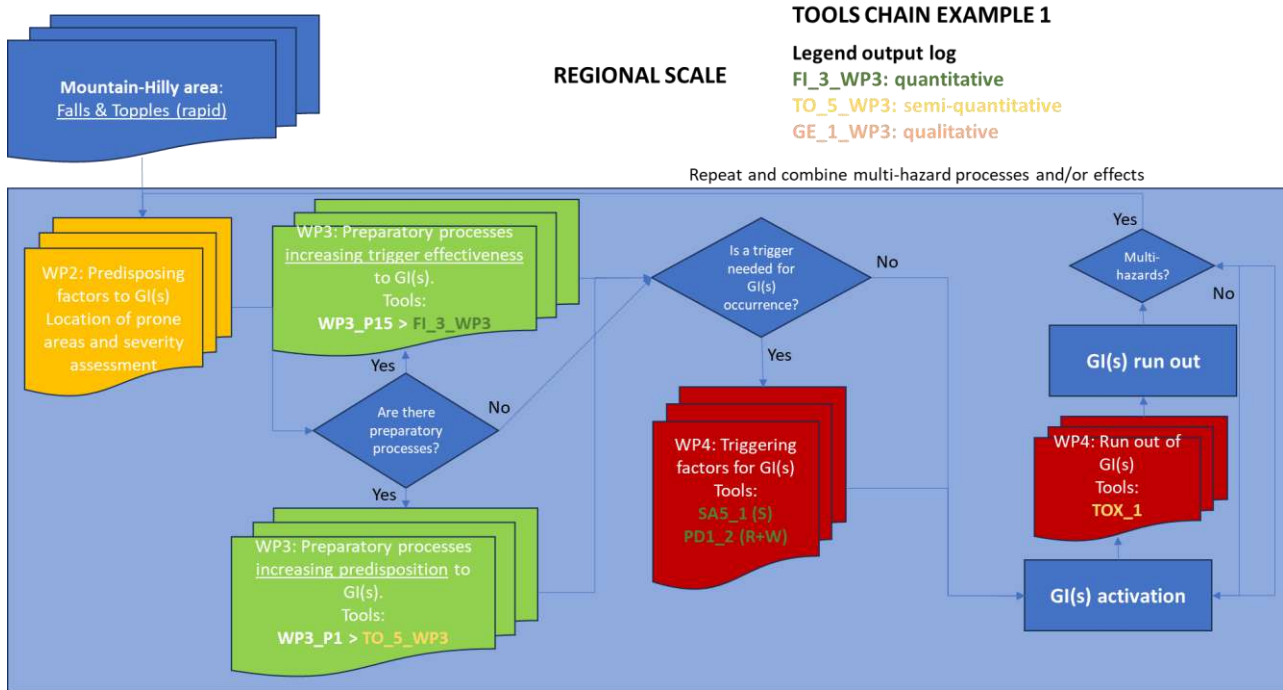 TOOLS CHAIN EXAMPLE 1
Legend output log
FI_3_WP3: quantitative
TO_5_WP3: semi-quantitative
GE_1_WP3: qualitative
REGIONAL SCALE
Mountain-Hilly area:
Falls & Topples (rapid)
Repeat and combine multi-hazard processes and/or effects
WP2: Predisposing
factors to GI(s)
Location of prone
areas and severity
assessment
WP3: Preparatory processes
increasing trigger effectiveness
to GI(s).
Tools:
WP3_P15 > FI_3_WP3
Yes
Are there
preparatory
processes?
No
Yes
WP3: Preparatory processes
increasing predisposition to
GI(s).
Tools:
WP3_P1 > TO_5_WP3
Is a trigger
needed for
GI(s)
occurrence?
No
Yes
WP4: Triggering
factors for GI(s)
Tools:
SA5_1 (S)
PD1_2 (R+W)
Yes
Multi-
hazards?
No
GI(s) run out
WP4: Run out of
GI(s)
Tools:
TOX_1
GI(s) activation